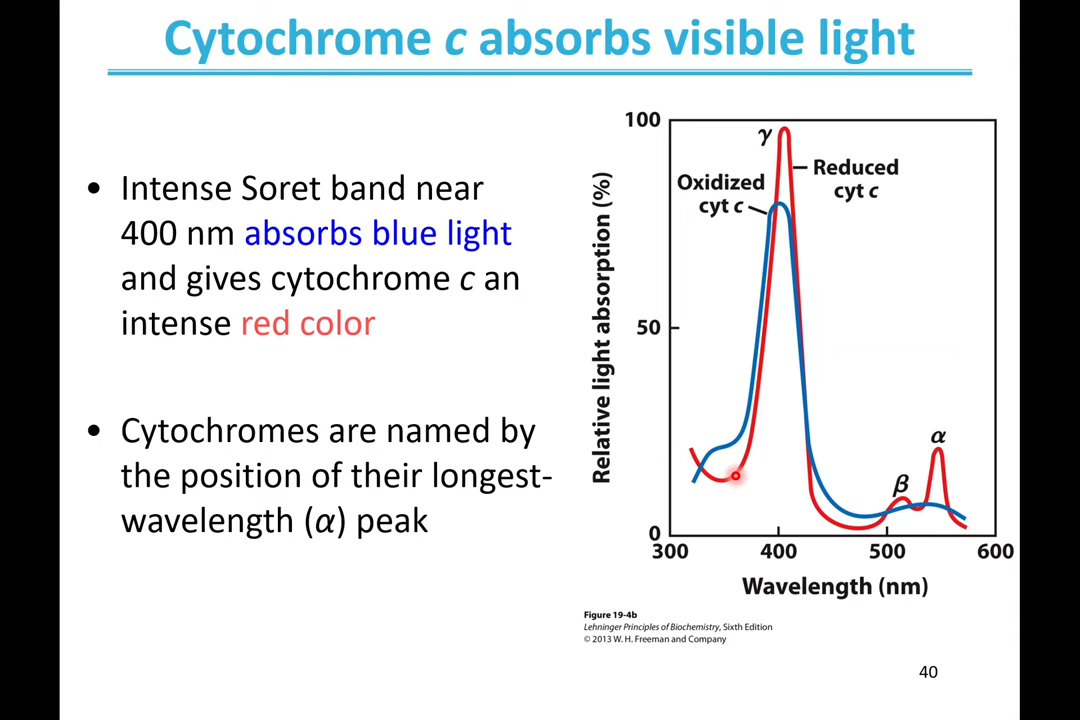 Cytochrome c absorbs visible light
• Intense Soret band near
400 nm absorbs blue light
and gives cytochrome c an
intense red color
• Cytochromes are named by
the position of their longest-
wavelength (α) peak
Relative light absorption (%)
100
50
0
300
400
500
600
Wavelength (nm)
γ
Oxidized
cyt c
Reduced
cyt c
β
α
Figure 19-4b
Lehninger Principles of Biochemistry, Sixth Edition
© 2013 W. H. Freeman and Company
40